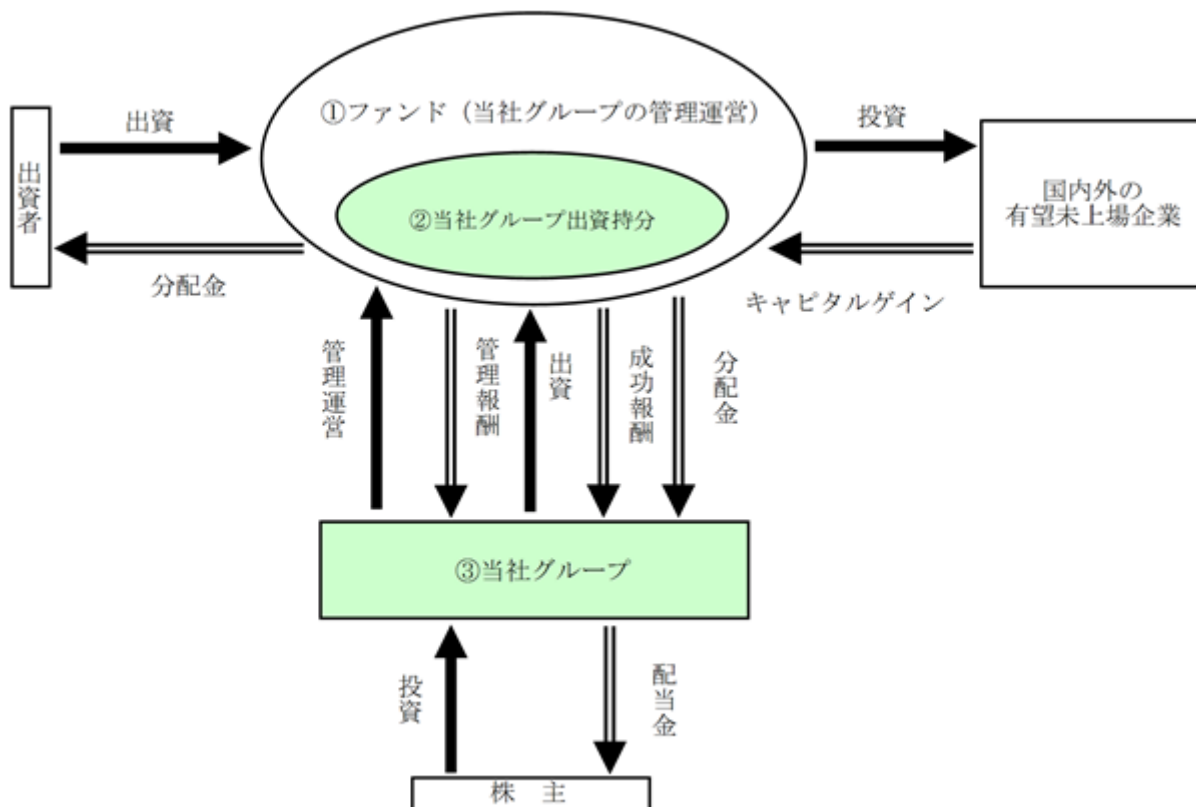 ①ファンド（当社グループの管理運営）
出資
投資
出資者
国内外の
有望未上場企業
②当社グループ出資持分
分配金
キャピタルゲイン
管理運営
管理報酬
出資
成功報酬
分配金
③当社グループ
投資
配当金
株 主